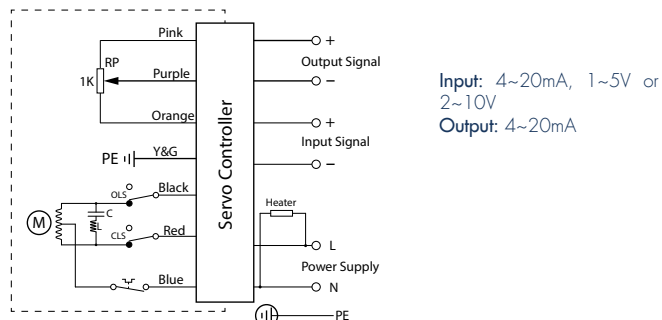 Pink
RP
1K
Purple
Orange
PE
Y&G
OLS
Black
M
C
L
CLS
Red
Blue
Servo Controller
+
Output Signal
−
+
Input Signal
−
Heater
L
Power Supply
N
PE
Input: 4~20mA, 1~5V or
2~10V
Output: 4~20mA